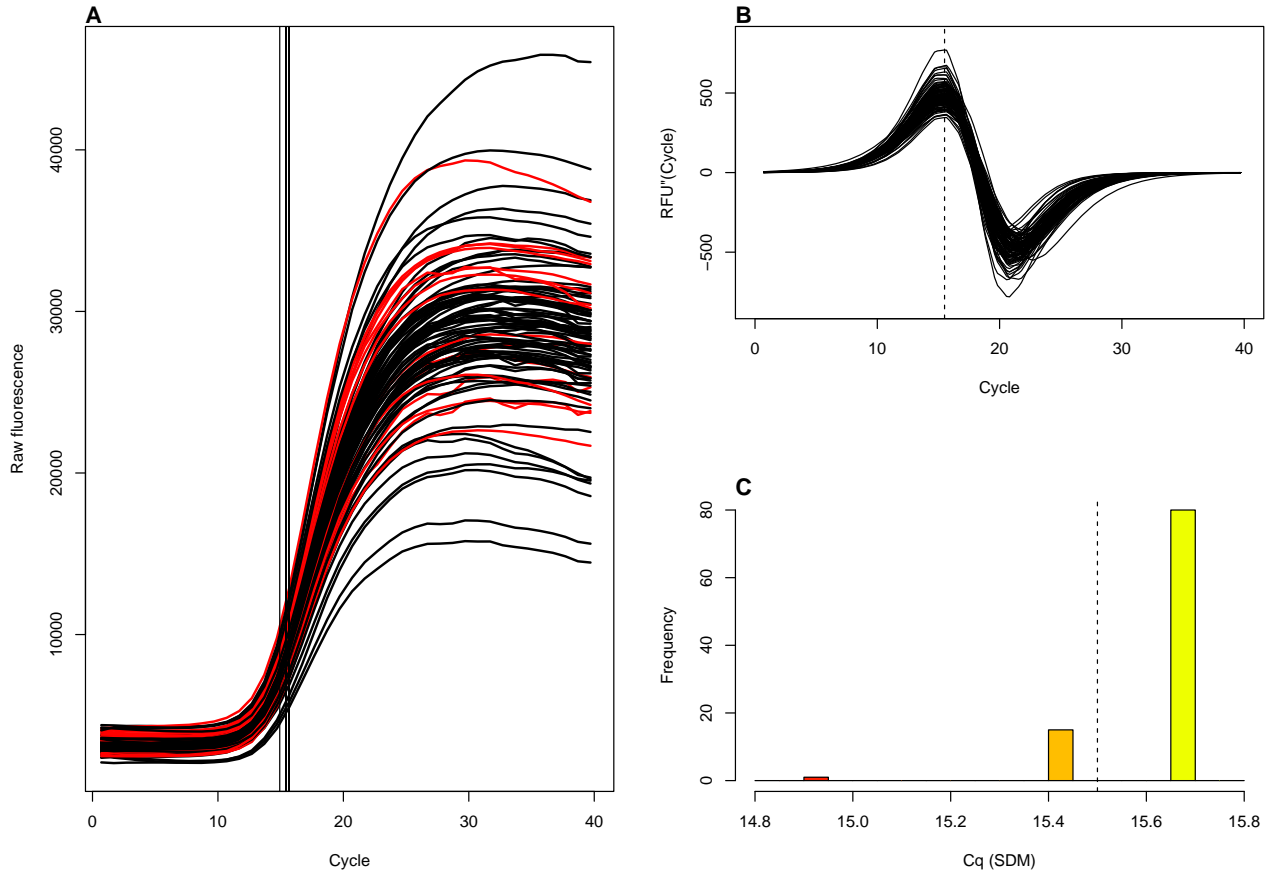 A
Raw fluorescence
40000
30000
20000
10000
0 10 20 30 40
Cycle
B
RFU"(Cycle)
500
0
−500
0 10 20 30 40
Cycle
C
Frequency
80
60
40
20
0
14.8 15.0 15.2 15.4 15.6 15.8
Cq (SDM)